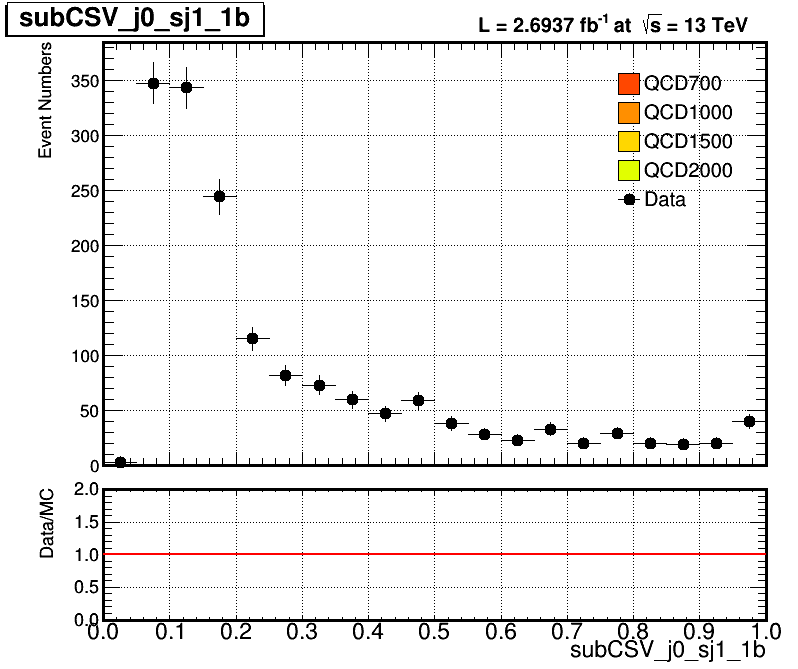 subCSV_j0_sj1_1b
L = 2.6937 fb-1 at √s = 13 TeV
Event Numbers
350
300
250
200
150
100
50
0
QCD700
QCD1000
QCD1500
QCD2000
Data
Data/MC
2.0
1.5
1.0
0.5
0.0
0.0 0.1 0.2 0.3 0.4 0.5 0.6 0.7 0.8 0.9 1.0
subCSV_j0_sj1_1b